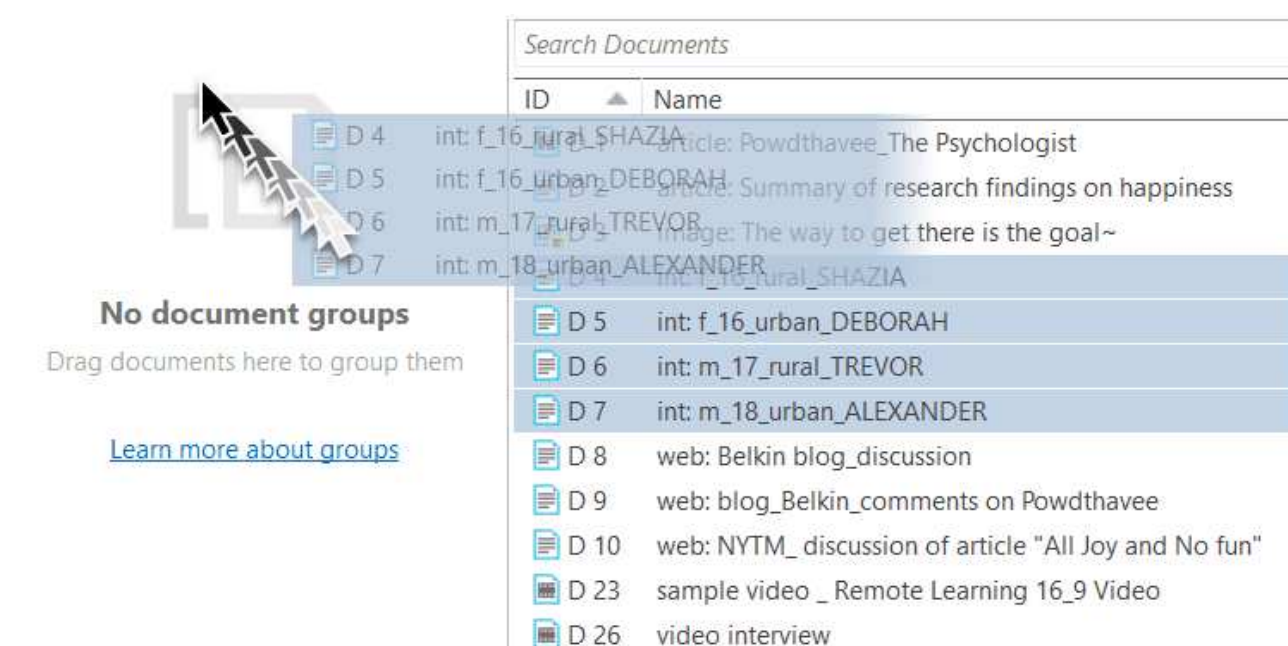 Search Documents
ID Name
D 4 int: f_16_rural_SHAZIA
D 5 int: f_16_urban_DEBORAH
D 6 int: m_17_rural_TREVOR
D 7 int: m_18_urban_ALEXANDER
D 1 article: Powdthavee_The Psychologist
D 2 article: Summary of research findings on happiness
D 3 image: The way to get there is the goal~
D 4 int: f_16_rural_SHAZIA
D 5 int: f_16_urban_DEBORAH
D 6 int: m_17_rural_TREVOR
D 7 int: m_18_urban_ALEXANDER
D 8 web: Belkin blog_discussion
D 9 web: blog_Belkin_comments on Powdthavee
D 10 web: NYTM_ discussion of article "All Joy and No fun"
D 23 sample video _ Remote Learning 16_9 Video
D 26 video interview
No document groups
Drag documents here to group them
Learn more about groups